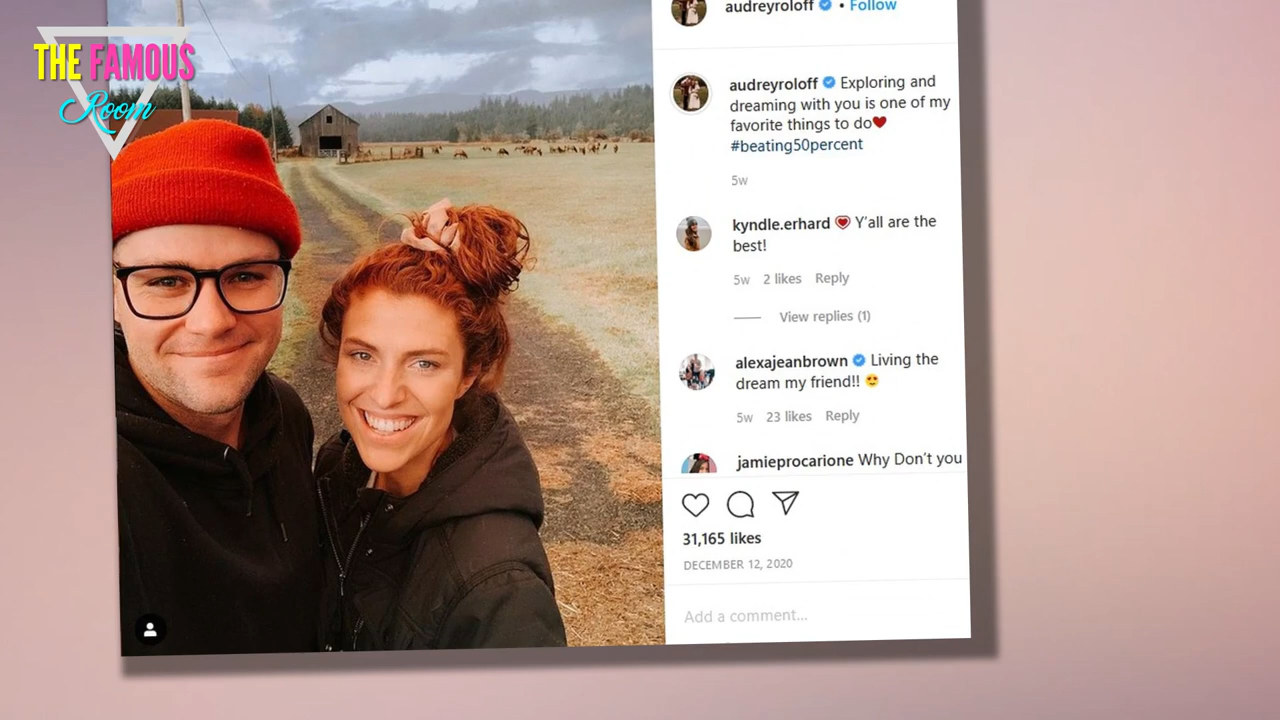 THE FAMOUS
Room
audreyroloff • Follow
audreyroloff Exploring and
dreaming with you is one of my
favorite things to do❤️
#beating50percent
5w
kyndle.erhard 💟 Y'all are the
best!
5w 2 likes Reply
View replies (1)
alexajeanbrown Living the
dream my friend!! 😍
5w 23 likes Reply
jamieprocarione Why Don't you
31,165 likes
DECEMBER 12, 2020
Add a comment...